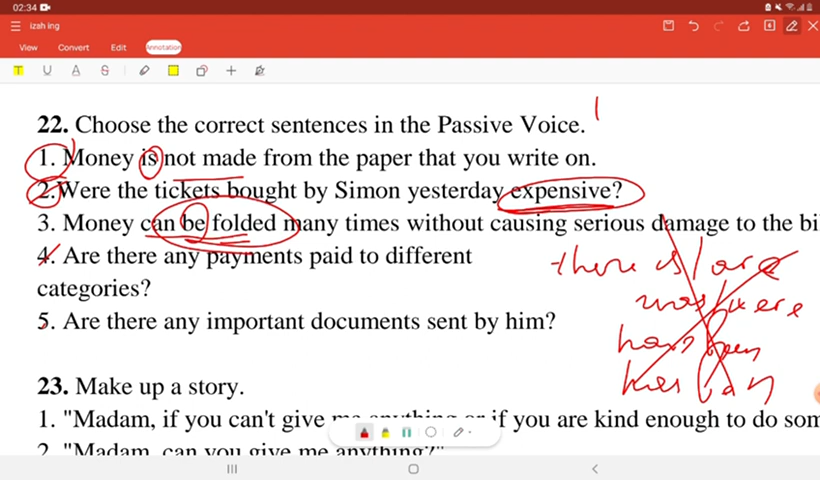 02:34
izah ing
View Convert Edit Annotation
22. Choose the correct sentences in the Passive Voice.
1. Money is not made from the paper that you write on.
2. Were the tickets bought by Simon yesterday expensive?
3. Money can be folded many times without causing serious damage to the bi
4. Are there any payments paid to different
there is/are
categories?
was/were
5. Are there any important documents sent by him?
23. Make up a story.
1. "Madam, if you can't give me anything or if you are kind enough to do som
2. "Madam, can you give me anything?"